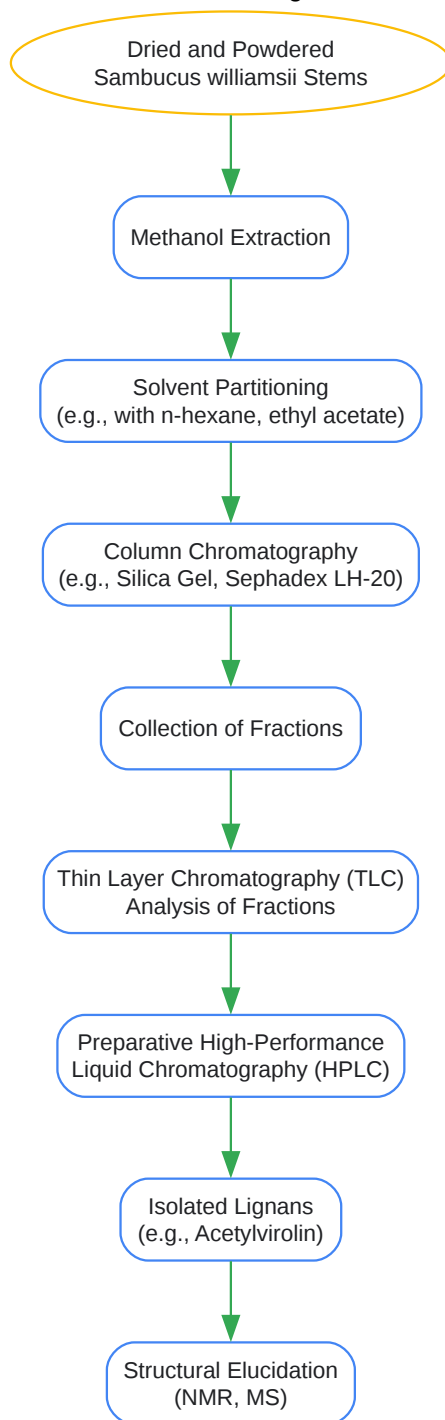 Dried and Powdered
Sambucus williamsii Stems
Methanol Extraction
Solvent Partitioning
(e.g., with n-hexane, ethyl acetate)
Column Chromatography
(e.g., Silica Gel, Sephadex LH-20)
Collection of Fractions
Thin Layer Chromatography (TLC)
Analysis of Fractions
Preparative High-Performance
Liquid Chromatography (HPLC)
Isolated Lignans
(e.g., Acetylvirolin)
Structural Elucidation
(NMR, MS)